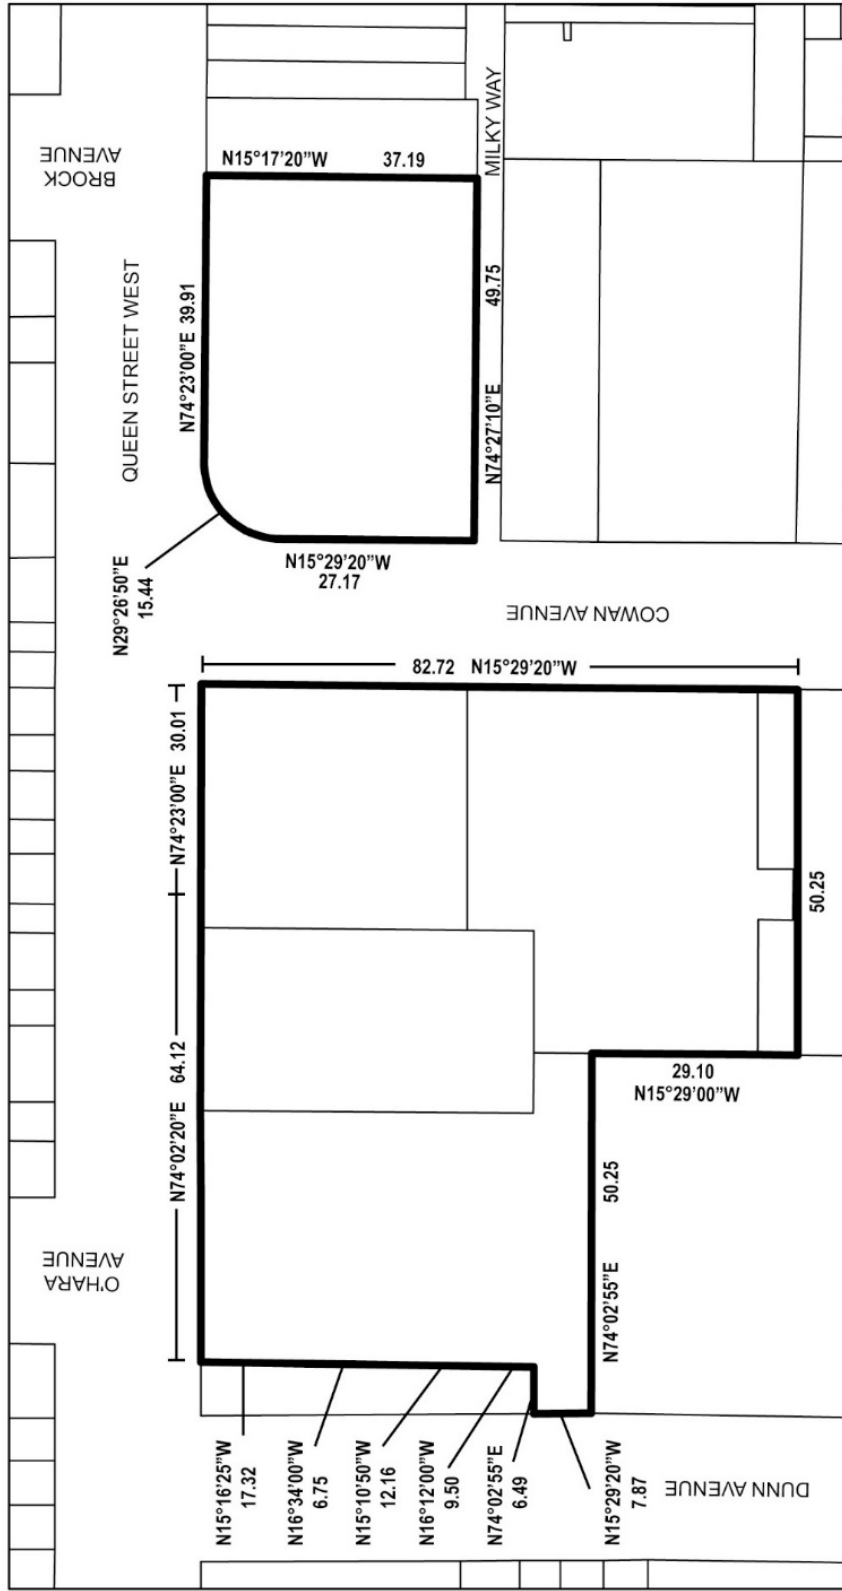 BROCK
AVENUE
N15°17'20"W 37.19
MILKY WAY
QUEEN STREET WEST
N74°23'00"E 39.91
49.75
N74°27'10"E
N29°26'50"E
15.44
N15°29'20"W
27.17
COWAN AVENUE
82.72 N15°29'20"W
N74°23'00"E 30.01
50.25
N74°02'20"E 64.12
29.10
N15°29'00"W
N74°02'55"E 50.25
O'HARA
AVENUE
N15°16'25"W
17.32
N16°34'00"W
6.75
N15°10'50"W
12.16
N16°12'00"W
9.50
N74°02'55"E
6.49
N15°29'20"W
7.87
DUNN AVENUE